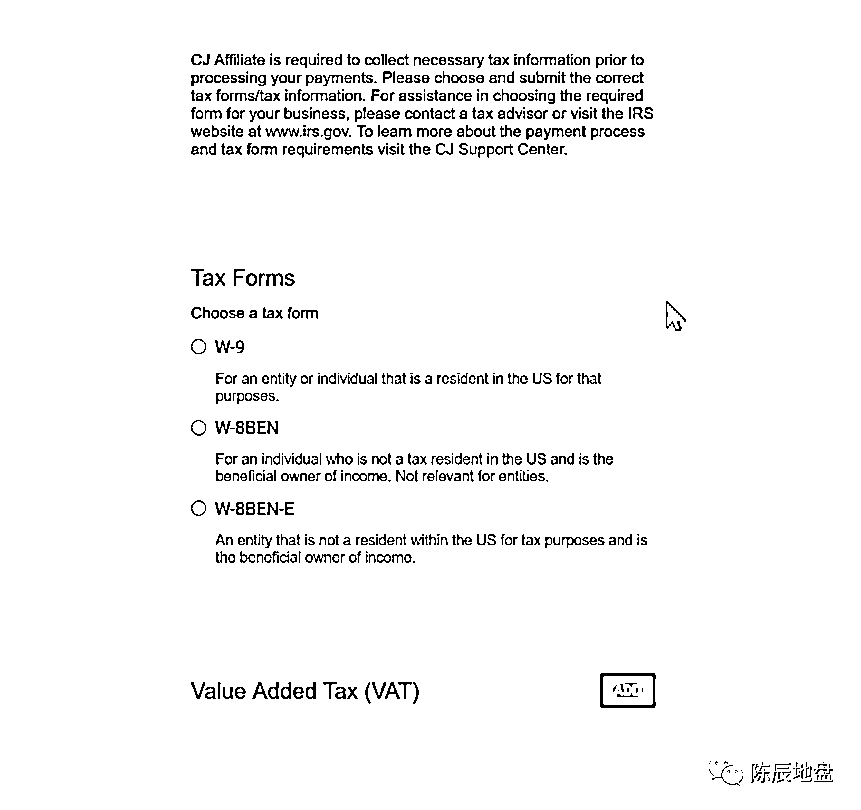 CJ Affiliate is required to collect necessary tax information prior to
processing your payments. Please choose and submit the correct
tax forms/tax information. For assistance in choosing the required
form for your business, please contact a tax advisor or visit the IRS
website at www.irs.gov. To learn more about the payment process
and tax form requirements visit the CJ Support Center.
Tax Forms
Choose a tax form
W-9
For an entity or individual that is a resident in the US for that
purposes.
W-8BEN
For an individual who is not a tax resident in the US and is the
beneficial owner of income. Not relevant for entities.
W-8BEN-E
An entity that is not a resident within the US for tax purposes and is
the beneficial owner of income.
Value Added Tax (VAT)
陈辰地盘